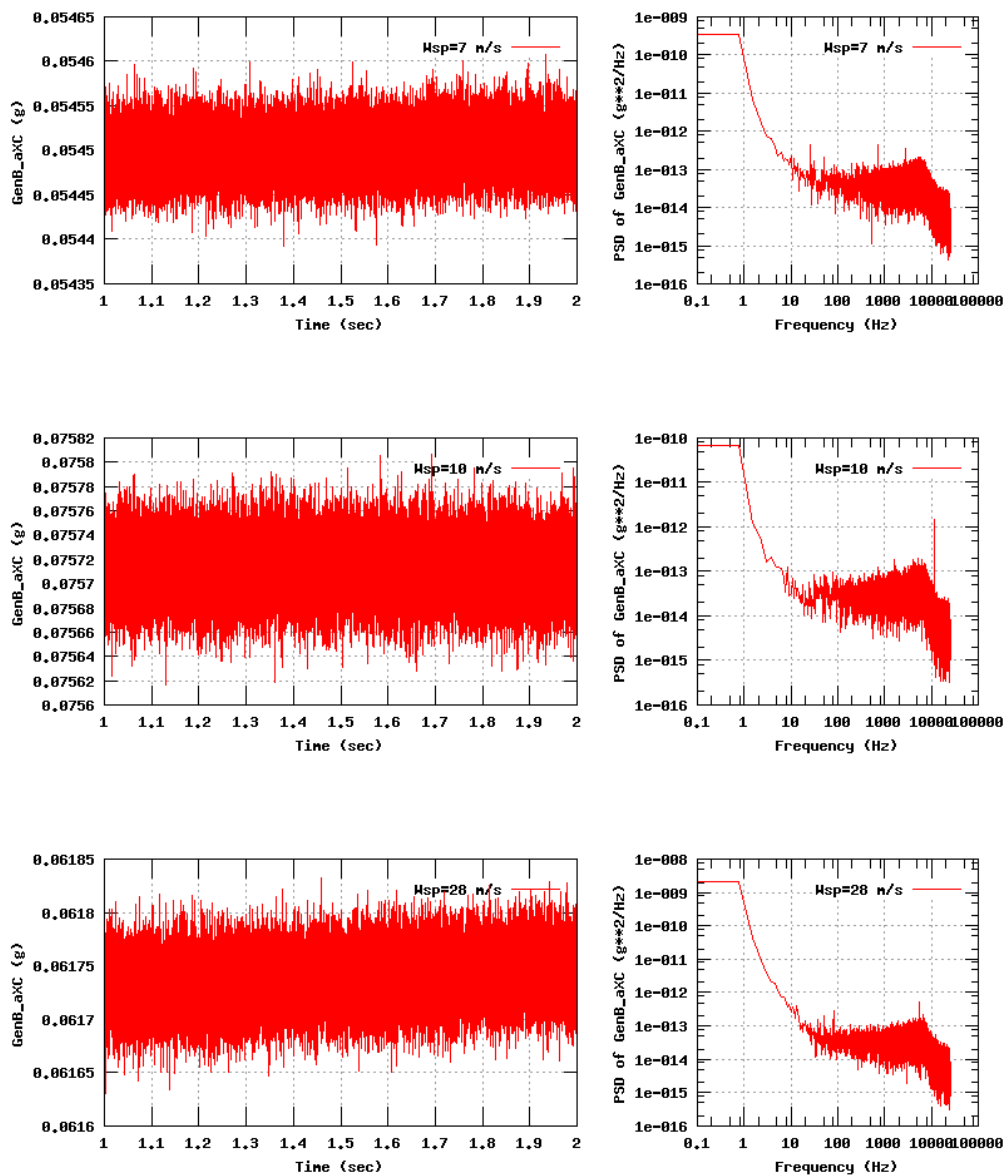 GenB_aXC (g)
0.05465
0.0546
0.05455
0.0545
0.05445
0.0544
0.05435
Wsp=7 m/s
1 1.1 1.2 1.3 1.4 1.5 1.6 1.7 1.8 1.9 2
Time (sec)
PSD of GenB_aXC (g**2/Hz)
1e-009
1e-010
1e-011
1e-012
1e-013
1e-014
1e-015
1e-016
Wsp=7 m/s
0.1 1 10 100 1000 10000 100000
Frequency (Hz)
GenB_aXC (g)
0.07582
0.0758
0.07578
0.07576
0.07574
0.07572
0.0757
0.07568
0.07566
0.07564
0.07562
0.0756
Wsp=10 m/s
1 1.1 1.2 1.3 1.4 1.5 1.6 1.7 1.8 1.9 2
Time (sec)
PSD of GenB_aXC (g**2/Hz)
1e-010
1e-011
1e-012
1e-013
1e-014
1e-015
1e-016
Wsp=10 m/s
0.1 1 10 100 1000 10000 100000
Frequency (Hz)
GenB_aXC (g)
0.06185
0.0618
0.06175
0.0617
0.06165
0.0616
Wsp=28 m/s
1 1.1 1.2 1.3 1.4 1.5 1.6 1.7 1.8 1.9 2
Time (sec)
PSD of GenB_aXC (g**2/Hz)
1e-008
1e-009
1e-010
1e-011
1e-012
1e-013
1e-014
1e-015
1e-016
Wsp=28 m/s
0.1 1 10 100 1000 10000 100000
Frequency (Hz)